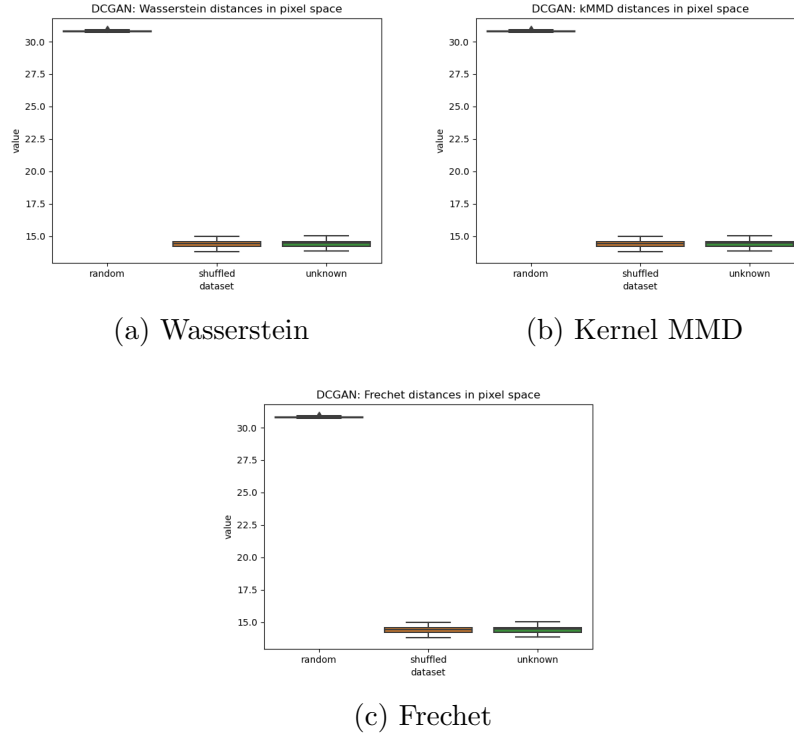 DCGAN: Wasserstein distances in pixel space
30.0
27.5
25.0
22.5
20.0
17.5
15.0
value
random shuffled unknown
dataset
(a) Wasserstein
DCGAN: kMMD distances in pixel space
30.0
27.5
25.0
22.5
20.0
17.5
15.0
value
random shuffled unknown
dataset
(b) Kernel MMD
DCGAN: Frechet distances in pixel space
30.0
27.5
25.0
22.5
20.0
17.5
15.0
value
random shuffled unknown
dataset
(c) Frechet